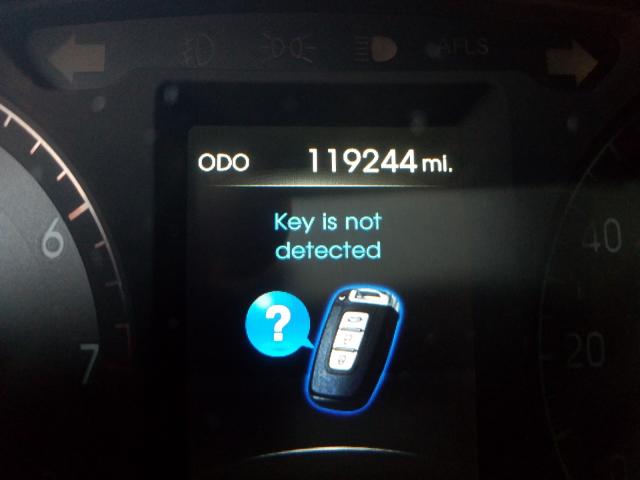 AFLS
ODO 119244 mi.
Key is not
detected
?
6
7
40
20